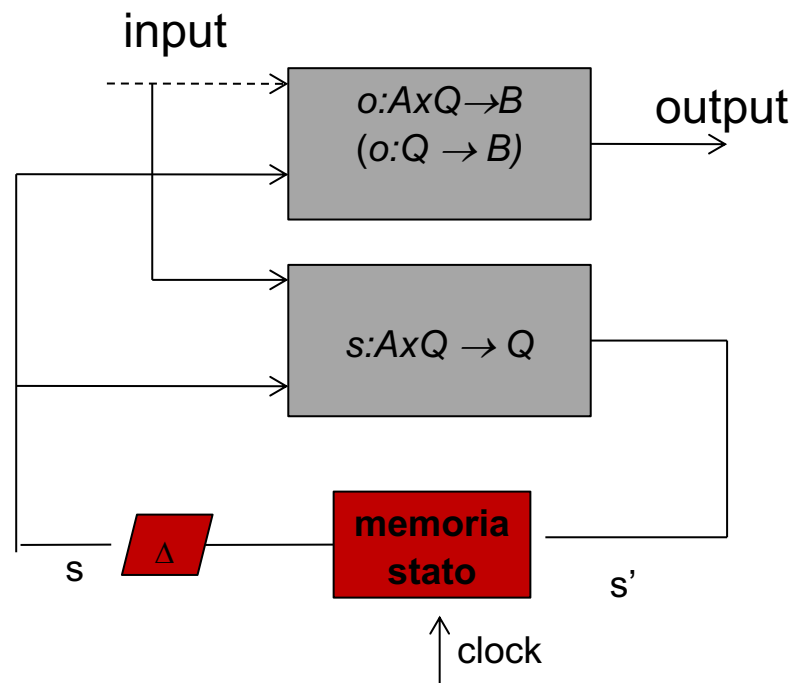 input
o:AxQ→B
(o:Q → B)
output
s:AxQ → Q
memoria
stato
Δ
s
s’
clock